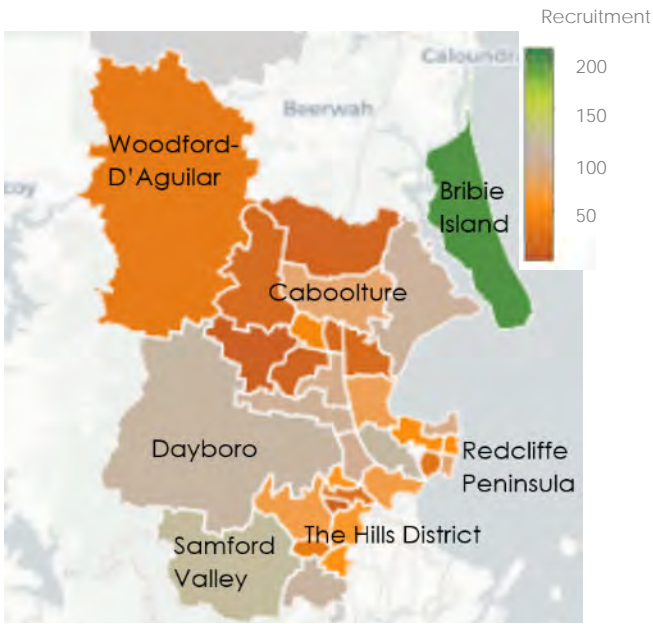 Recruitment
200
150
100
50
Beerwah
Woodford-
D'Aguilar
Bribie
Island
Caboolture
Dayboro
Redcliffe
Peninsula
The Hills District
Samford
Valley